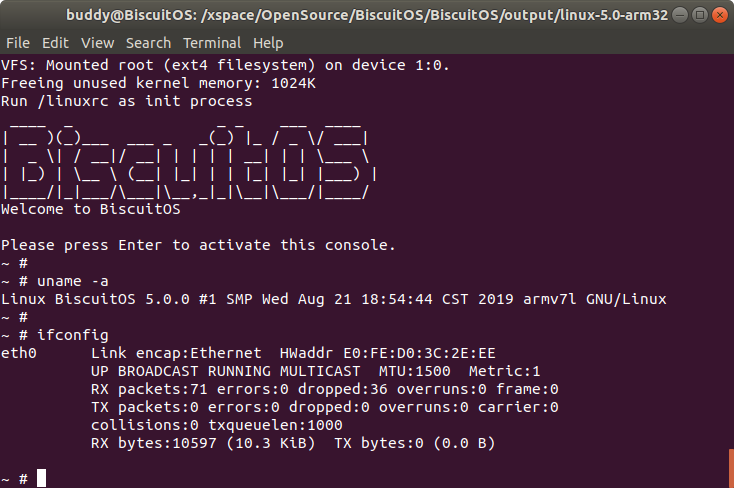 buddy@BiscuitOS: /xspace/OpenSource/BiscuitOS/BiscuitOS/output/linux-5.0-arm32
File Edit View Search Terminal Help
VFS: Mounted root (ext4 filesystem) on device 1:0.
Freeing unused kernel memory: 1024K
Run /linuxrc as init process
 ____  _                _ _    ___  ____
| __ )(_)___  ___ _   _(_) |_ / _ \/ ___|
|  _ \| / __|/ __| | | | | __| | | \___ \
| |_) | \__ \ (__| |_| | | |_| |_| |___) |
|____/|_|___/\___|\__,_|_|\__|\___/|____/
Welcome to BiscuitOS
Please press Enter to activate this console.
~ #
~ # uname -a
Linux BiscuitOS 5.0.0 #1 SMP Wed Aug 21 18:54:44 CST 2019 armv7l GNU/Linux
~ #
~ # ifconfig
eth0      Link encap:Ethernet  HWaddr E0:FE:D0:3C:2E:EE
          UP BROADCAST RUNNING MULTICAST  MTU:1500  Metric:1
          RX packets:71 errors:0 dropped:36 overruns:0 frame:0
          TX packets:0 errors:0 dropped:0 overruns:0 carrier:0
          collisions:0 txqueuelen:1000
          RX bytes:10597 (10.3 KiB)  TX bytes:0 (0.0 B)
~ #